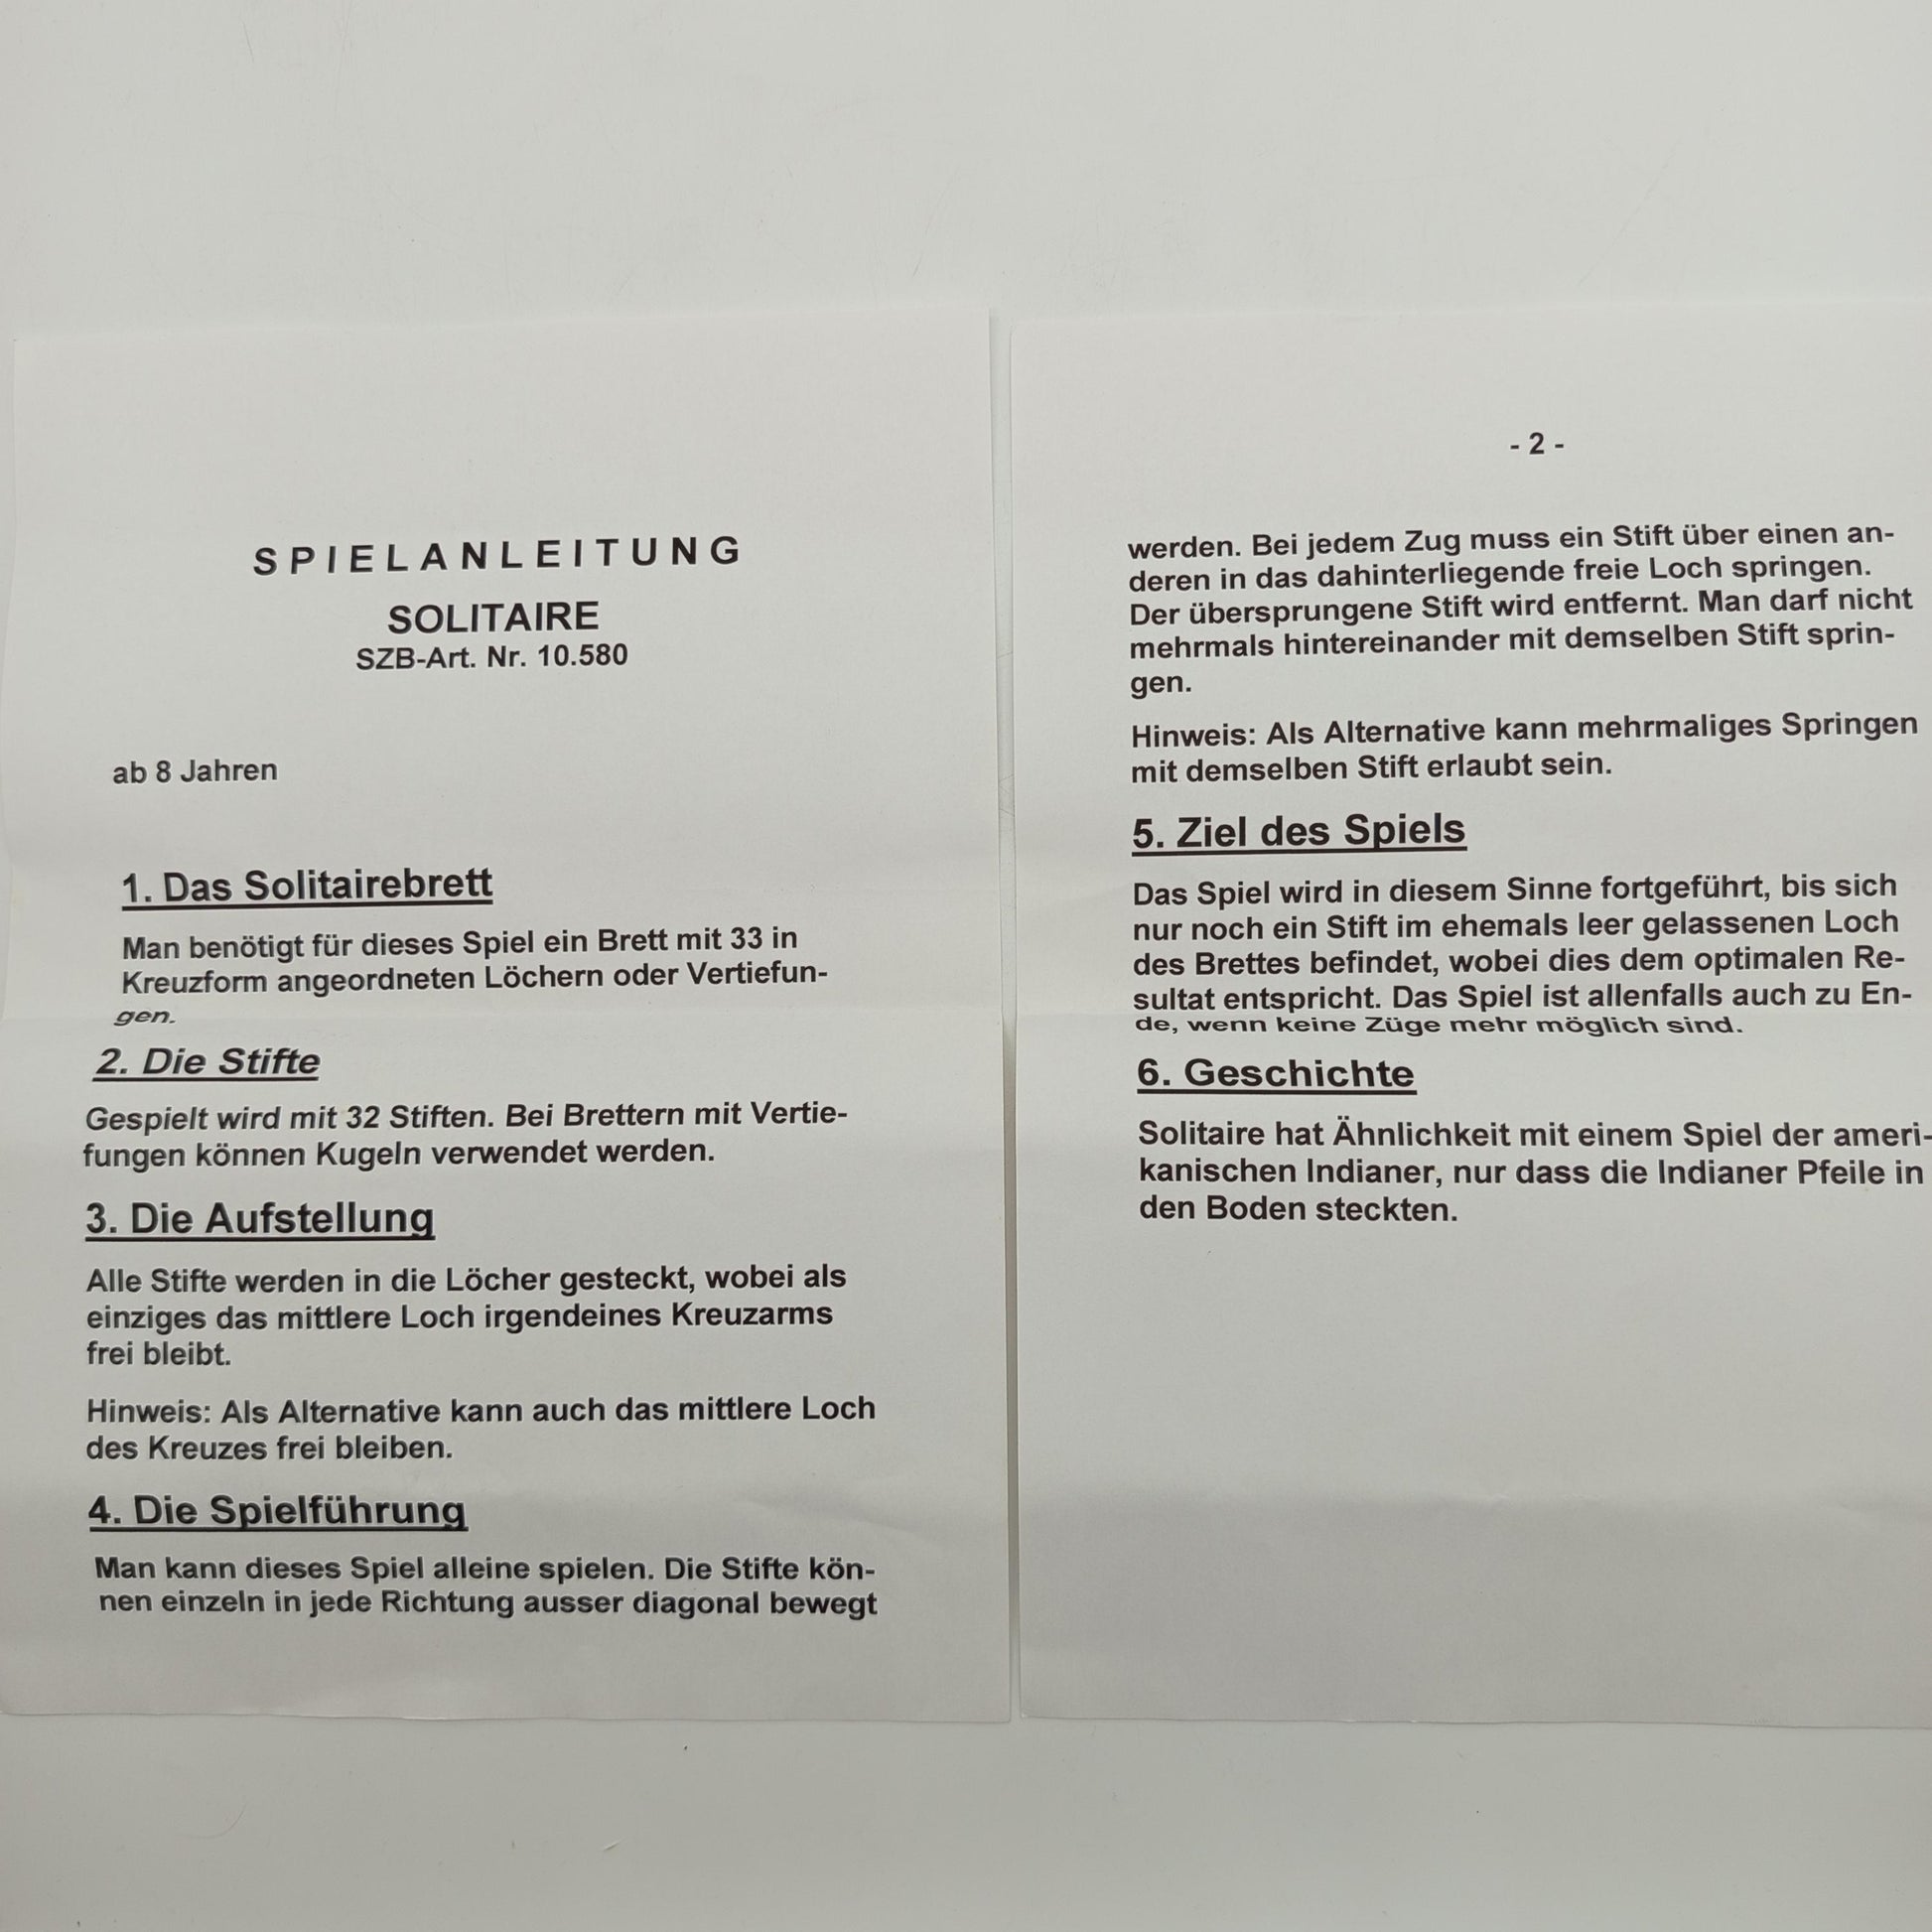 SPIELANLEITUNG
SOLITAIRE
SZB-Art. Nr. 10.580
ab 8 Jahren
1. Das Solitairebrett
Man benötigt für dieses Spiel ein Brett mit 33 in
Kreuzform angeordneten Löchern oder Vertiefun-
gen.
2. Die Stifte
Gespielt wird mit 32 Stiften. Bei Brettern mit Vertie-
fungen können Kugeln verwendet werden.
3. Die Aufstellung
Alle Stifte werden in die Löcher gesteckt, wobei als
einziges das mittlere Loch irgendeines Kreuzarms
frei bleibt.
Hinweis: Als Alternative kann auch das mittlere Loch
des Kreuzes frei bleiben.
4. Die Spielführung
Man kann dieses Spiel alleine spielen. Die Stifte kön-
nen einzeln in jede Richtung ausser diagonal bewegt
- 2 -
werden. Bei jedem Zug muss ein Stift über einen an-
deren in das dahinterliegende freie Loch springen.
Der übersprungene Stift wird entfernt. Man darf nicht
mehrmals hintereinander mit demselben Stift sprin-
gen.
Hinweis: Als Alternative kann mehrmaliges Springen
mit demselben Stift erlaubt sein.
5. Ziel des Spiels
Das Spiel wird in diesem Sinne fortgeführt, bis sich
nur noch ein Stift im ehemals leer gelassenen Loch
des Brettes befindet, wobei dies dem optimalen Re-
sultat entspricht. Das Spiel ist allenfalls auch zu En-
de, wenn keine Züge mehr möglich sind.
6. Geschichte
Solitaire hat Ähnlichkeit mit einem Spiel der ameri-
kanischen Indianer, nur dass die Indianer Pfeile in
den Boden steckten.